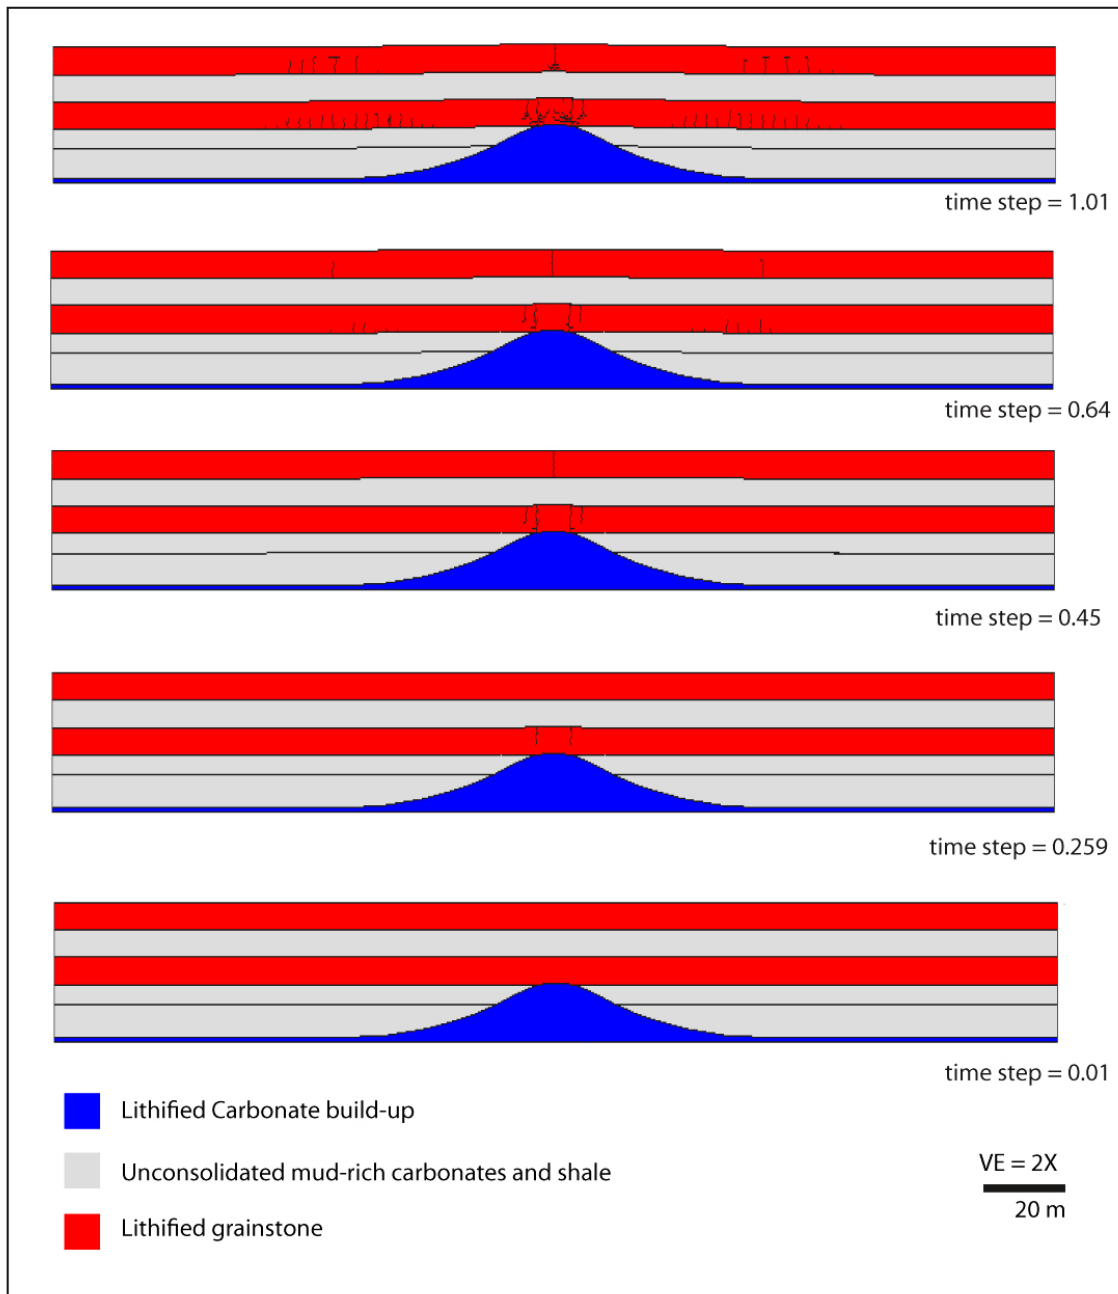 time step = 1.01
time step = 0.64
time step = 0.45
time step = 0.259
time step = 0.01
Lithified Carbonate build-up
Unconsolidated mud-rich carbonates and shale
Lithified grainstone
VE = 2X
20 m